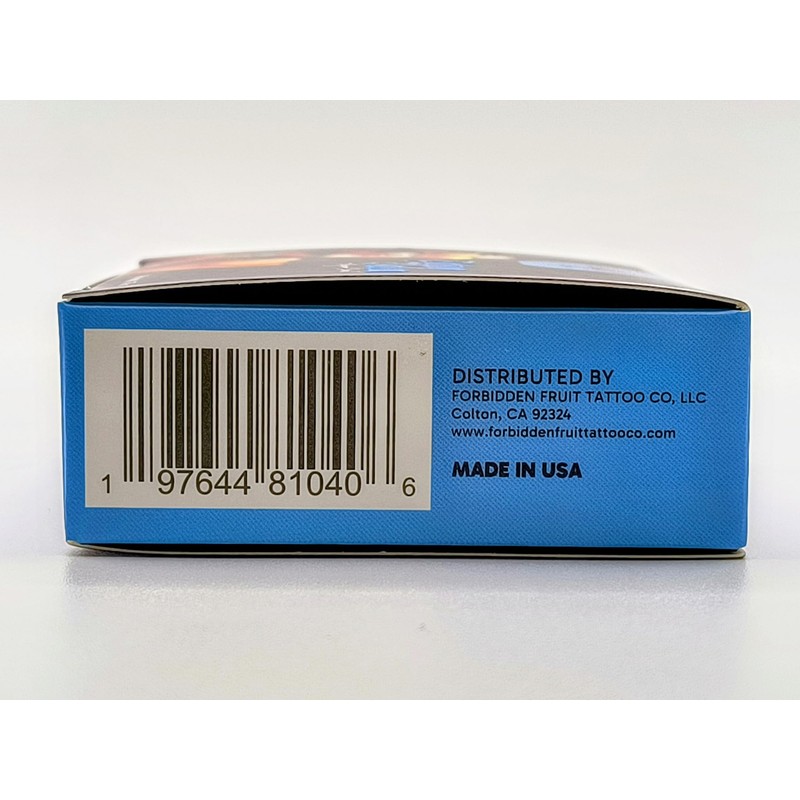 1 97644 81040 6
DISTRIBUTED BY
FORBIDDEN FRUIT TATTOO CO, LLC
Colton, CA 92324
www.forbiddenfruittattooco.com
MADE IN USA